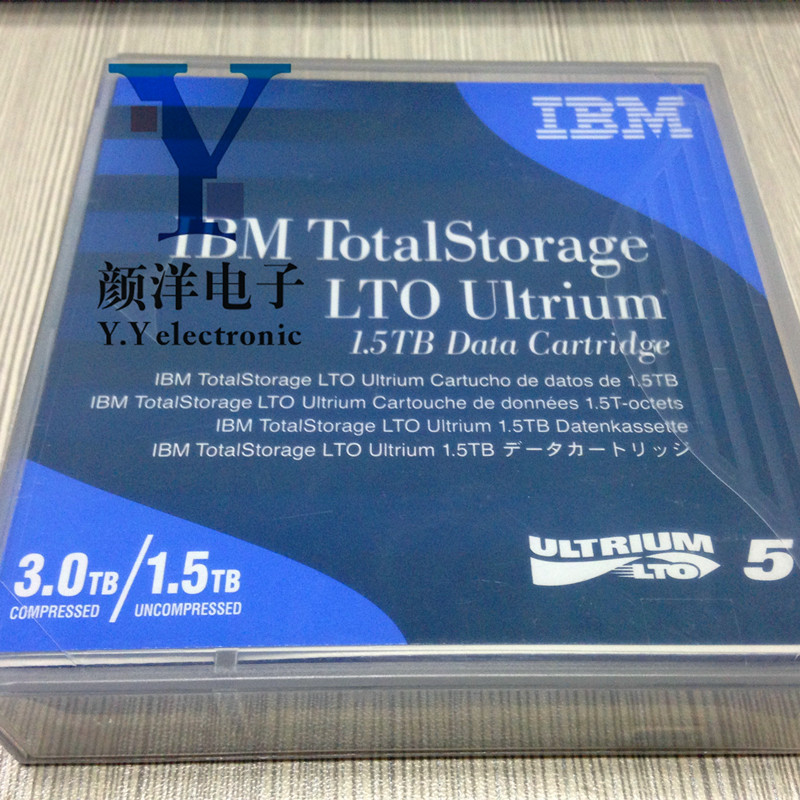 IBM
Y
IBM TotalStorage
LTO Ultrium
1.5TB Data Cartridge
颜洋电子
Y.Y electronic
IBM TotalStorage LTO Ultrium Cartucho de datos de 1.5TB
IBM TotalStorage LTO Ultrium Cartouche de données 1.5T-octets
IBM TotalStorage LTO Ultrium 1.5TB Datenkassette
IBM TotalStorage LTO Ultrium 1.5TB データカートリッジ
3.0TB/1.5TB
COMPRESSED UNCOMPRESSED
ULTRIUM
LTO 5